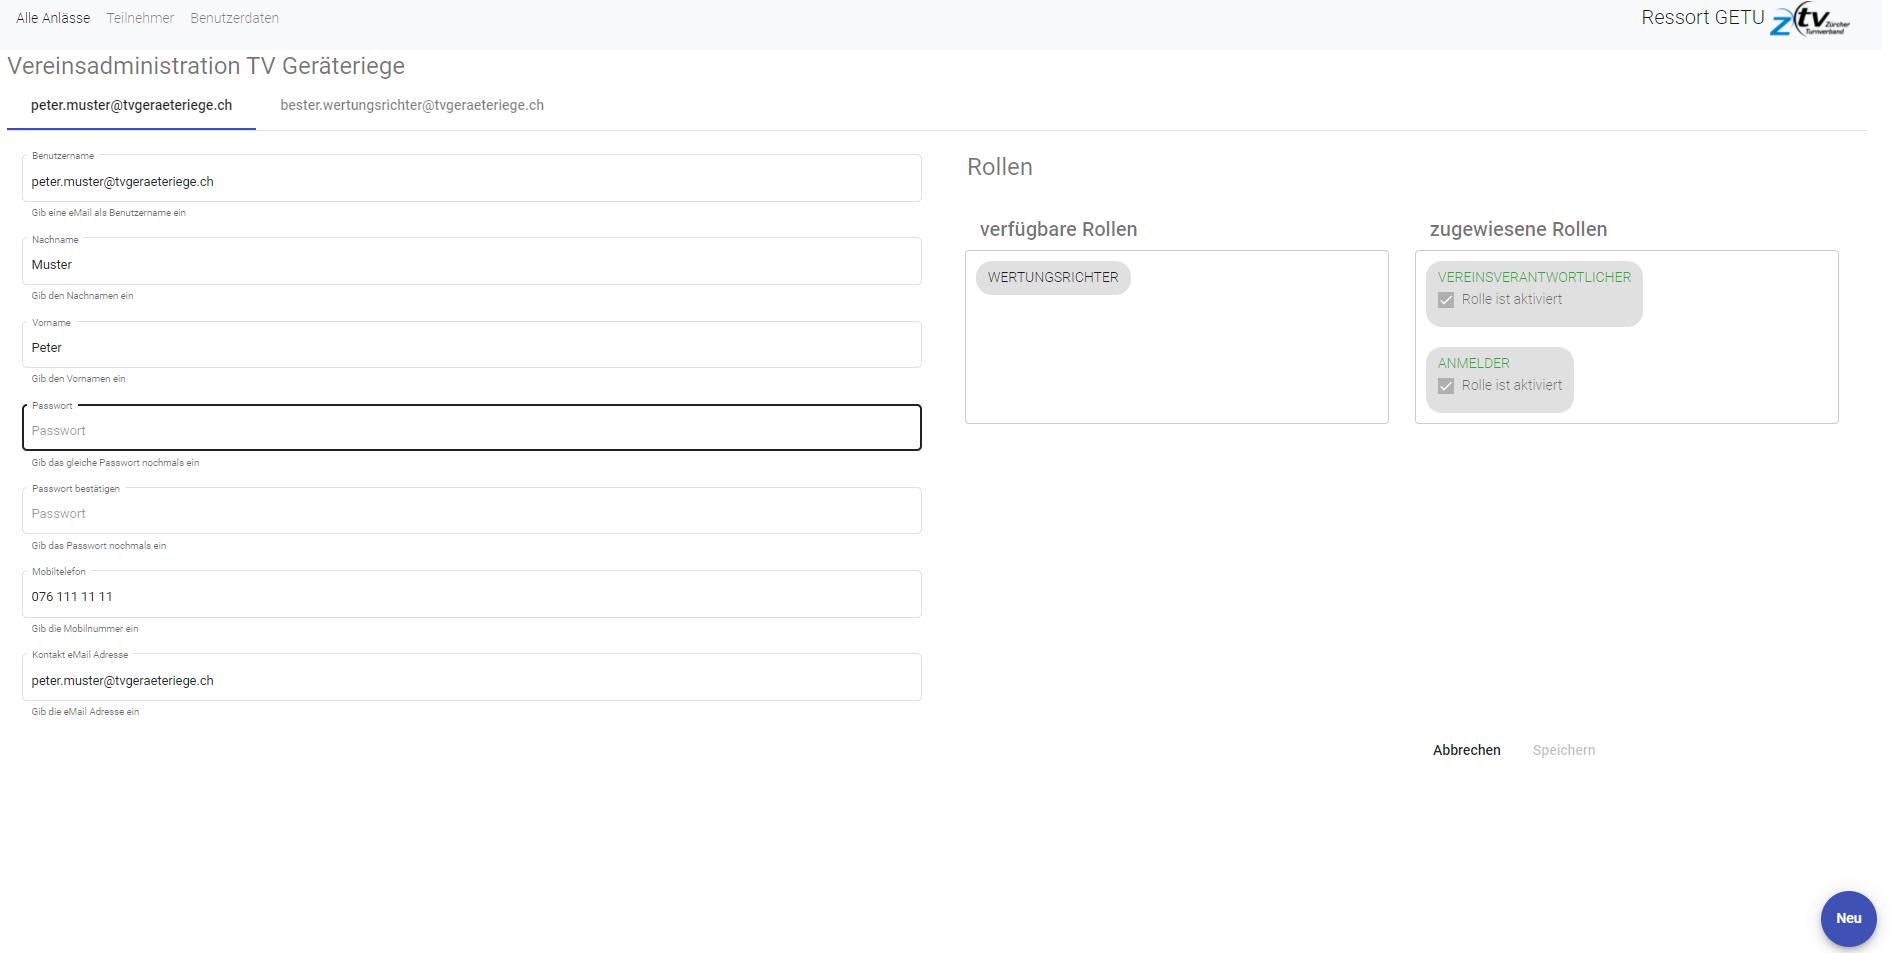 Alle Anlässe Teilnehmer Benutzerdaten
Ressort GETU ztv Zürcher Turnverband
Vereinsadministration TV Geräteriege
peter.muster@tvgeraeteriege.ch bester.wertungsrichter@tvgeraeteriege.ch
Benutzername
peter.muster@tvgeraeteriege.ch
Gib eine eMail als Benutzername ein
Nachname
Muster
Gib den Nachnamen ein
Vorname
Peter
Gib den Vornamen ein
Passwort
Passwort
Gib das gleiche Passwort nochmals ein
Passwort bestätigen
Passwort
Gib das Passwort nochmals ein
Mobiltelefon
076 111 11 11
Gib die Mobilnummer ein
Kontakt eMail Adresse
peter.muster@tvgeraeteriege.ch
Gib die eMail Adresse ein
Rollen
verfügbare Rollen
WERTUNGSRICHTER
zugewiesene Rollen
VEREINSVERANTWORTLICHER
Rolle ist aktiviert
ANMELDER
Rolle ist aktiviert
Abbrechen Speichern
Neu